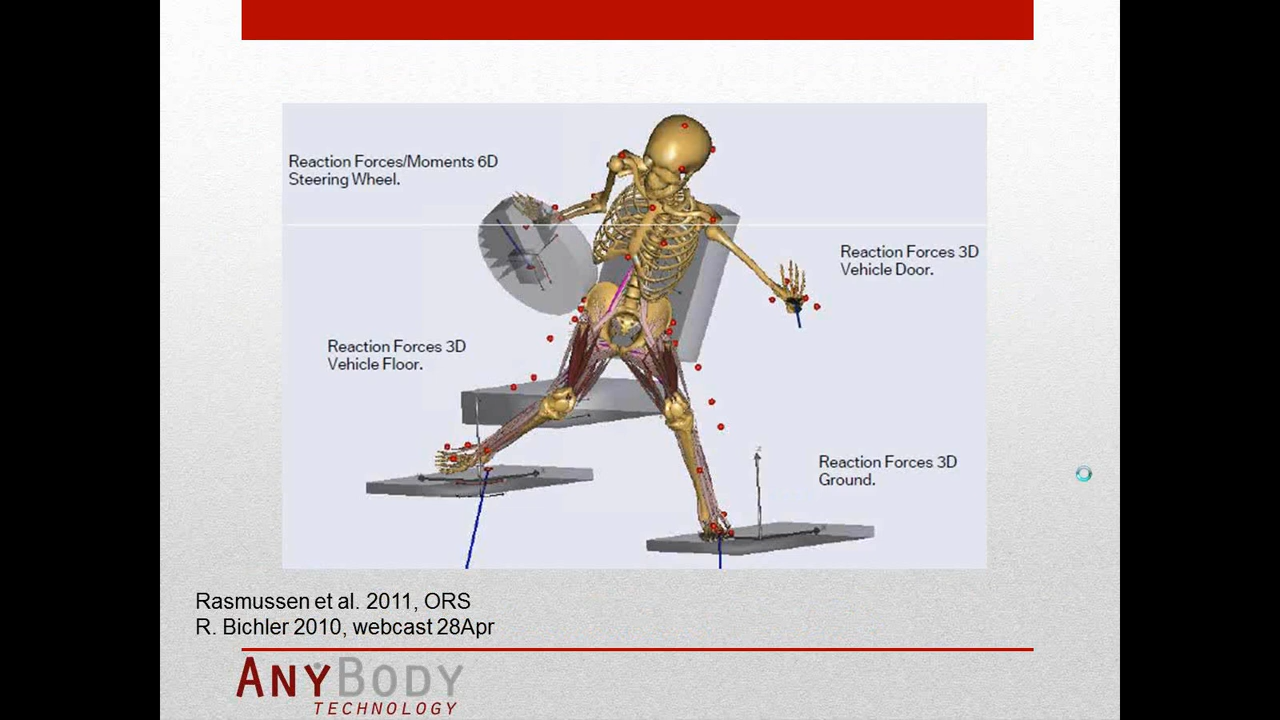 Reaction Forces/Moments 6D
Steering Wheel.
Reaction Forces 3D
Vehicle Door.
Reaction Forces 3D
Vehicle Floor.
Reaction Forces 3D
Ground.
Rasmussen et al. 2011, ORS
R. Bichler 2010, webcast 28Apr
ANYBODY
TECHNOLOGY